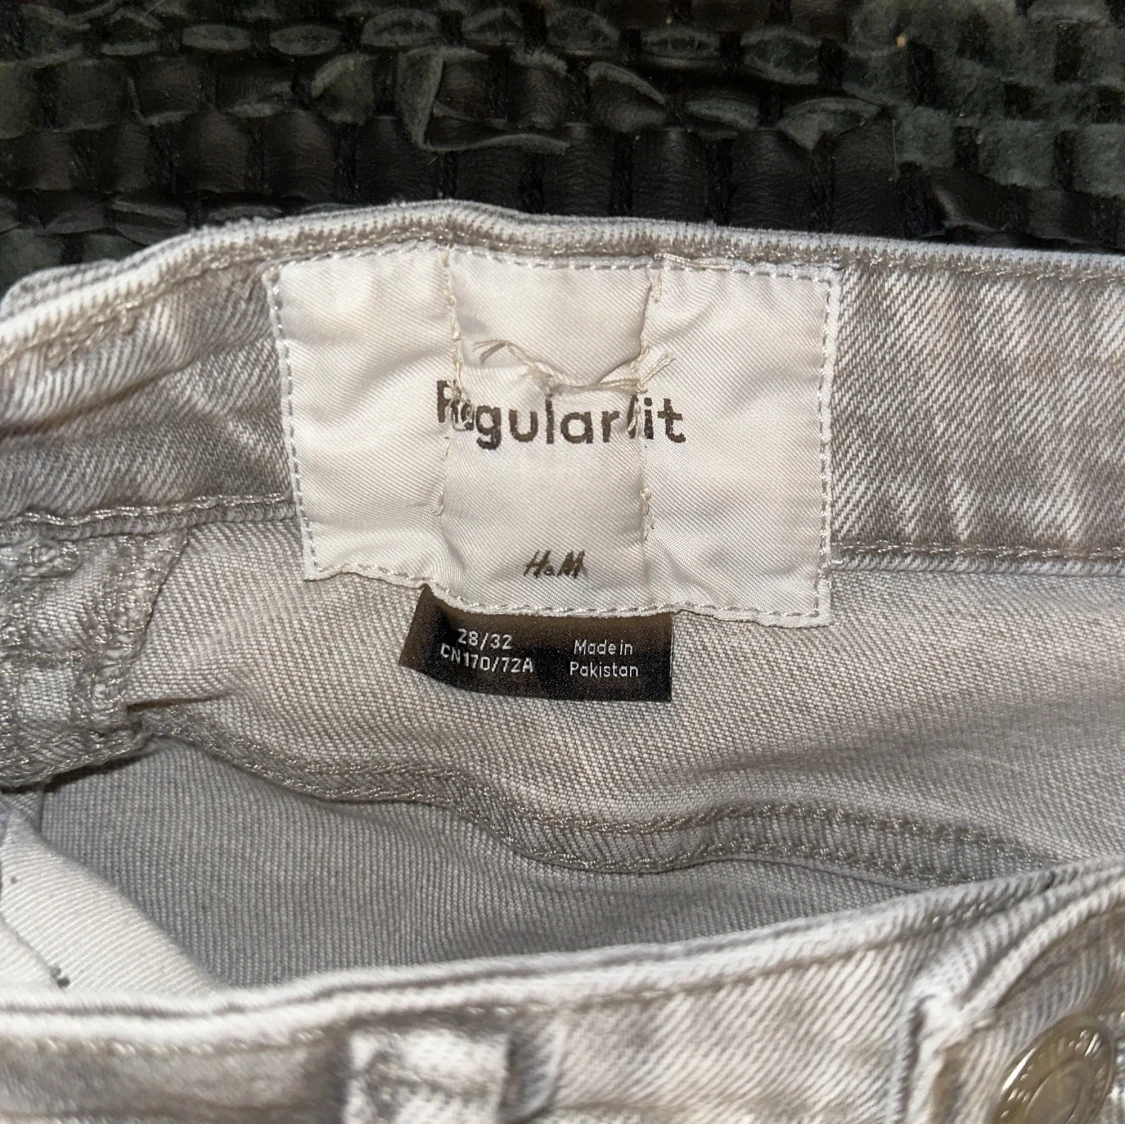 Regular fit
H&M
28/32
CN170/72A
Made in
Pakistan